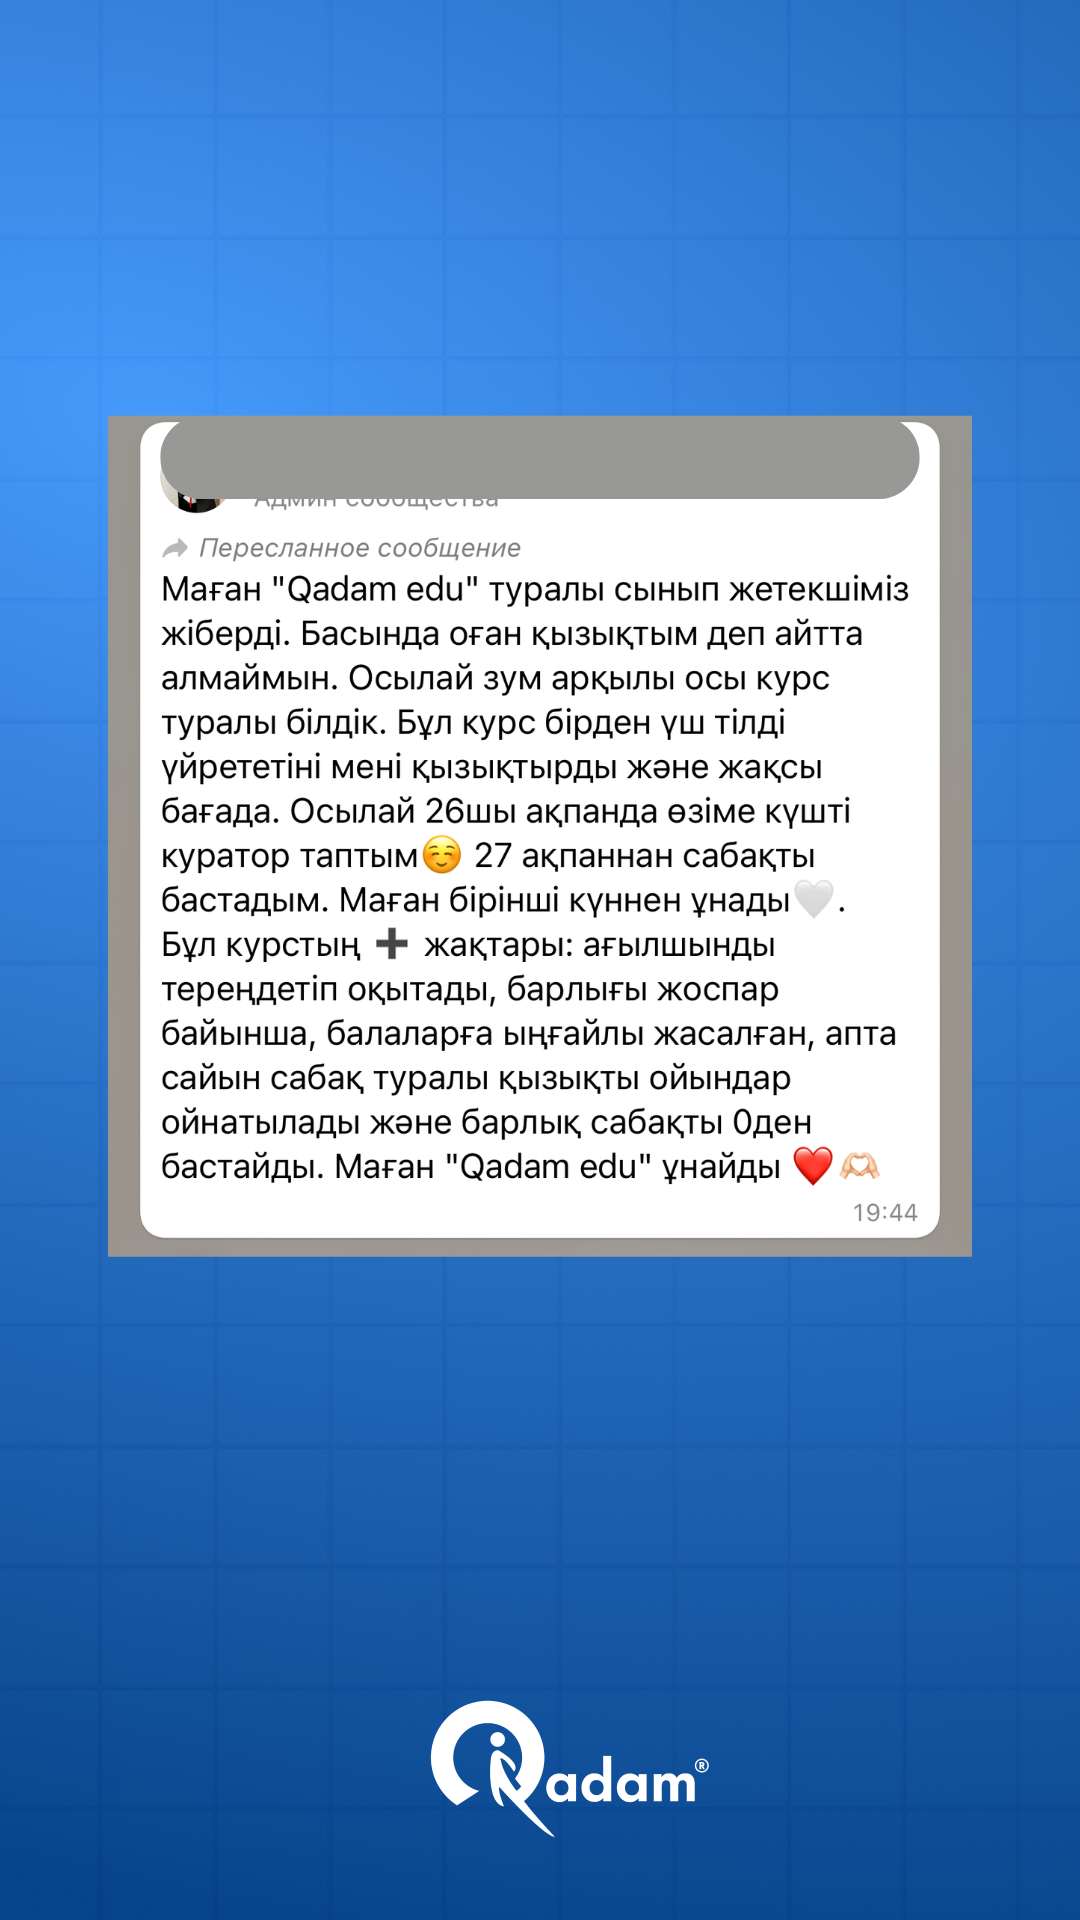 Админ сообщества
Пересланное сообщение
Маған "Qadam edu" туралы сынып жетекшіміз
жіберді. Басында оған қызықтым деп айтта
алмаймын. Осылай зум арқылы осы курс
туралы білдік. Бұл курс бірден үш тілді
үйрететіні мені қызықтырды және жақсы
бағада. Осылай 26шы ақпанда өзіме күшті
куратор таптым☺️ 27 ақпаннан сабақты
бастадым. Маған бірінші күннен ұнады🤍.
Бұл курстың ➕ жақтары: ағылшынды
тереңдетіп оқытады, барлығы жоспар
байынша, балаларға ыңғайлы жасалған, апта
сайын сабақ туралы қызықты ойындар
ойнатылады және барлық сабақты 0ден
бастайды. Маған "Qadam edu" ұнайды ❤️🫶🏻
19:44
Qadam®